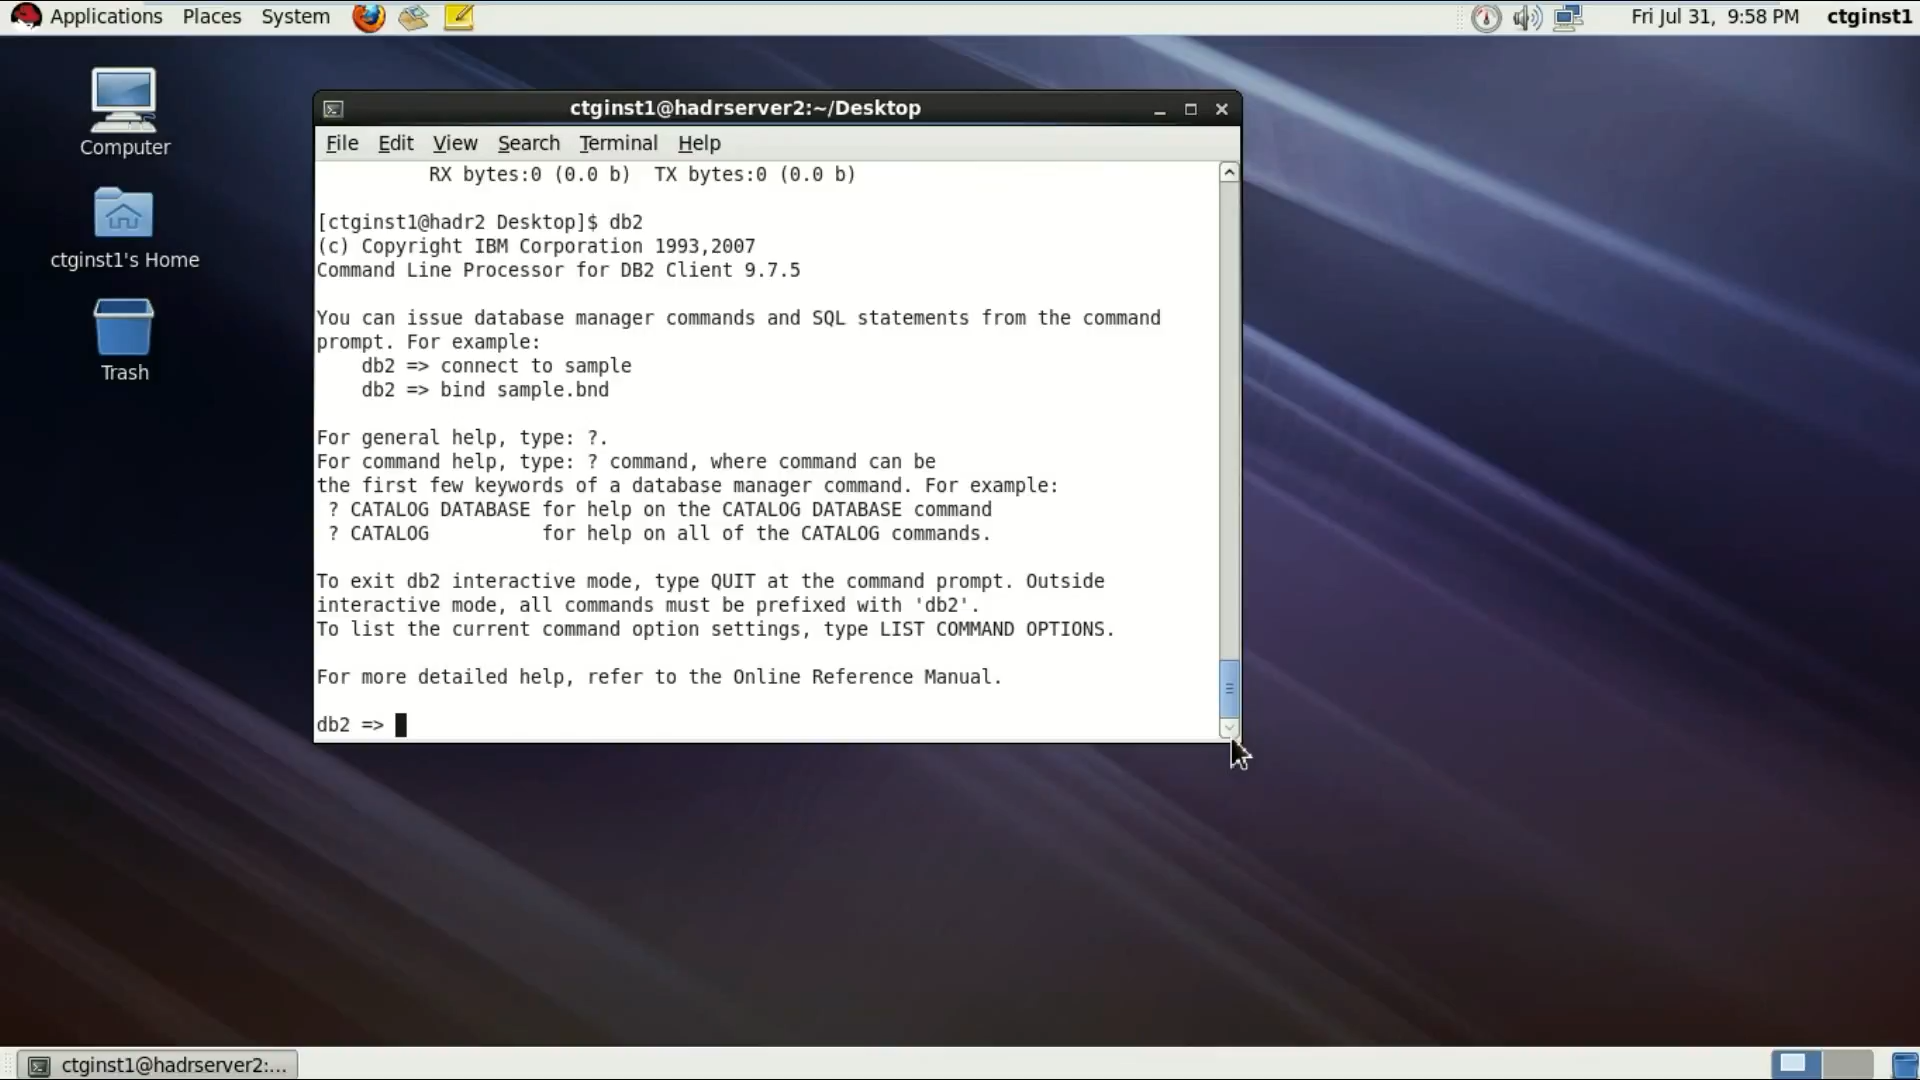 Applications Places System Fri Jul 31, 9:58 PM ctginst1
Computer
ctginst1's Home
Trash
ctginst1@hadrserver2:~/Desktop
File Edit View Search Terminal Help
RX bytes:0 (0.0 b)  TX bytes:0 (0.0 b)
[ctginst1@hadr2 Desktop]$ db2
(c) Copyright IBM Corporation 1993,2007
Command Line Processor for DB2 Client 9.7.5
You can issue database manager commands and SQL statements from the command
prompt. For example:
db2 => connect to sample
db2 => bind sample.bnd
For general help, type: ?.
For command help, type: ? command, where command can be
the first few keywords of a database manager command. For example:
? CATALOG DATABASE for help on the CATALOG DATABASE command
? CATALOG          for help on all of the CATALOG commands.
To exit db2 interactive mode, type QUIT at the command prompt. Outside
interactive mode, all commands must be prefixed with 'db2'.
To list the current command option settings, type LIST COMMAND OPTIONS.
For more detailed help, refer to the Online Reference Manual.
db2 =>
ctginst1@hadrserver2:...